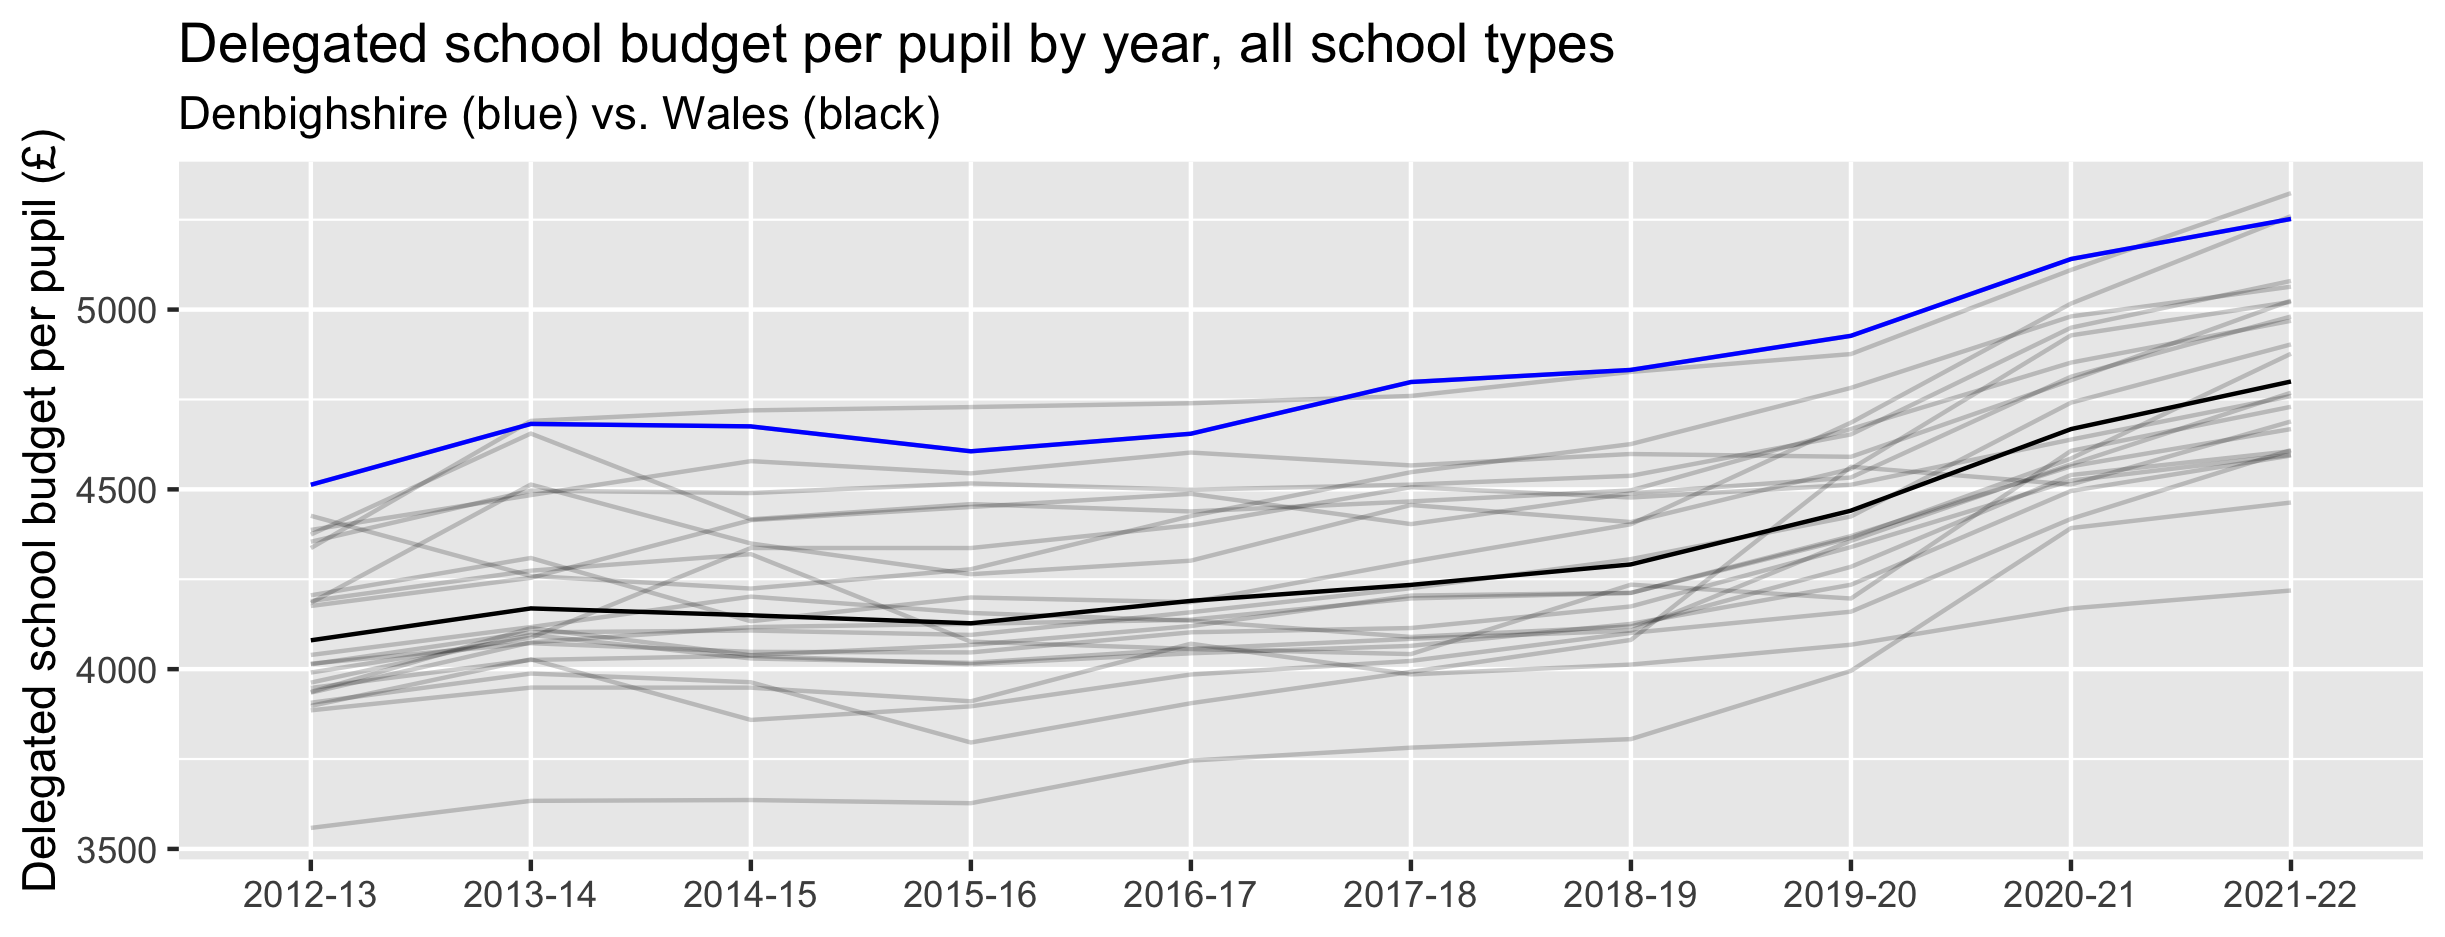 Delegated school budget per pupil by year, all school types
Denbighshire (blue) vs. Wales (black)
Delegated school budget per pupil (£)
5000
4500
4000
3500
2012-13 2013-14 2014-15 2015-16 2016-17 2017-18 2018-19 2019-20 2020-21 2021-22